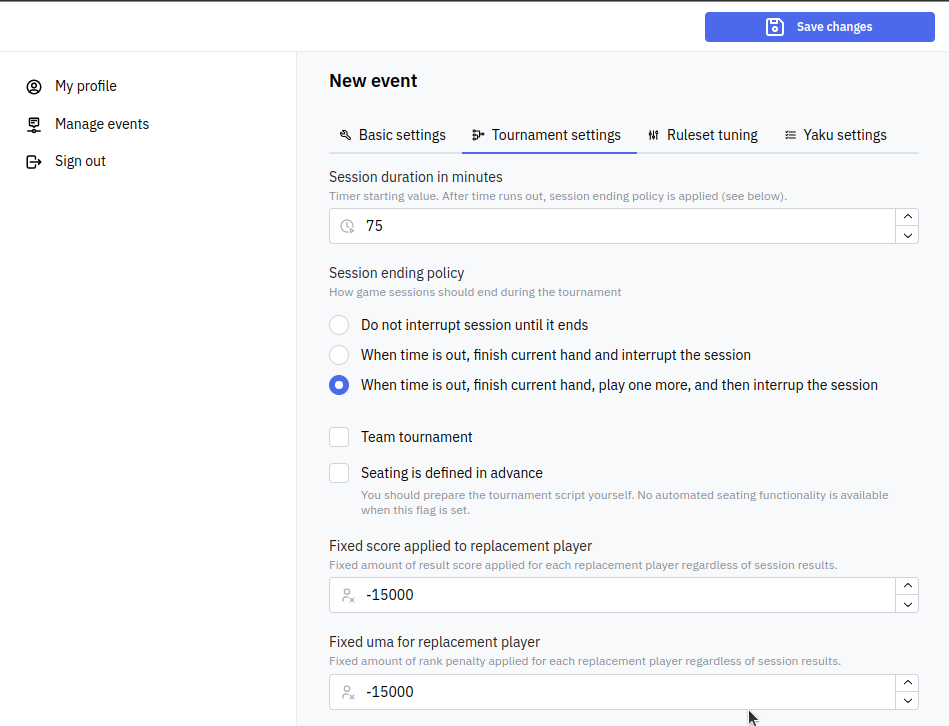 Save changes
My profile
Manage events
Sign out
New event
Basic settings
Tournament settings
Ruleset tuning
Yaku settings
Session duration in minutes
Timer starting value. After time runs out, session ending policy is applied (see below).
75
Session ending policy
How game sessions should end during the tournament
Do not interrupt session until it ends
When time is out, finish current hand and interrupt the session
When time is out, finish current hand, play one more, and then interrup the session
Team tournament
Seating is defined in advance
You should prepare the tournament script yourself. No automated seating functionality is available
when this flag is set.
Fixed score applied to replacement player
Fixed amount of result score applied for each replacement player regardless of session results.
-15000
Fixed uma for replacement player
Fixed amount of rank penalty applied for each replacement player regardless of session results.
-15000